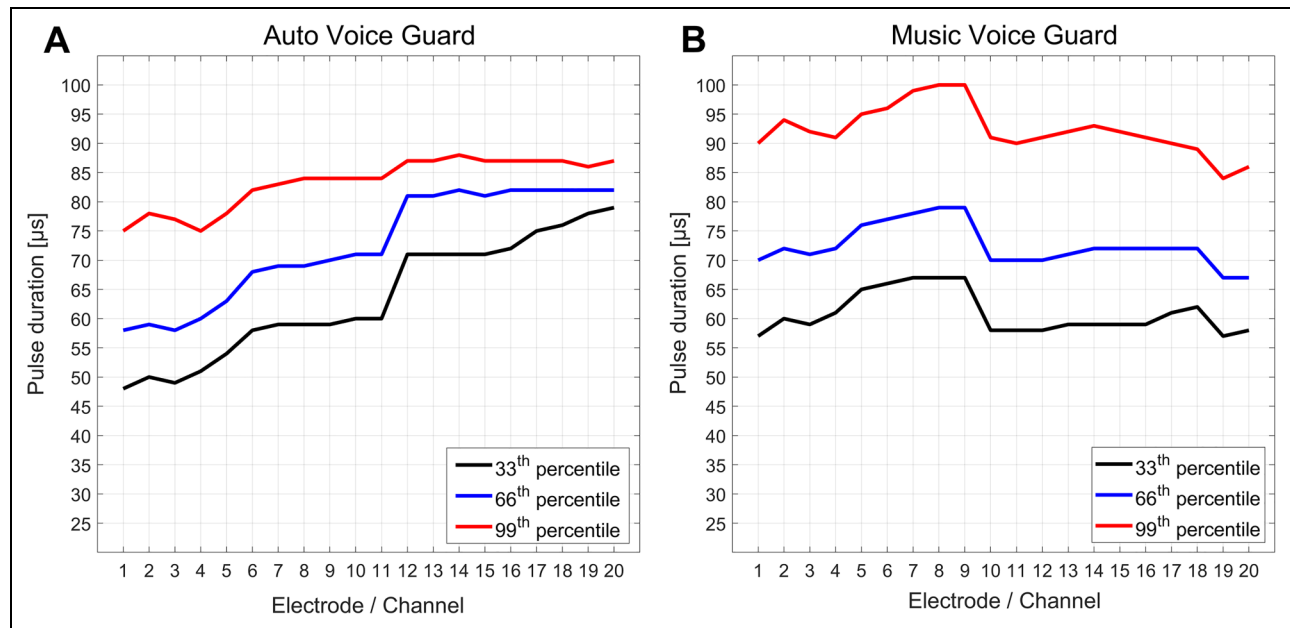 A
Auto Voice Guard
Pulse duration [µs]
100
95
90
85
80
75
70
65
60
55
50
45
40
35
30
25
33th percentile
66th percentile
99th percentile
1 2 3 4 5 6 7 8 9 10 11 12 13 14 15 16 17 18 19 20
Electrode / Channel
B
Music Voice Guard
Pulse duration [µs]
100
95
90
85
80
75
70
65
60
55
50
45
40
35
30
25
33th percentile
66th percentile
99th percentile
1 2 3 4 5 6 7 8 9 10 11 12 13 14 15 16 17 18 19 20
Electrode / Channel